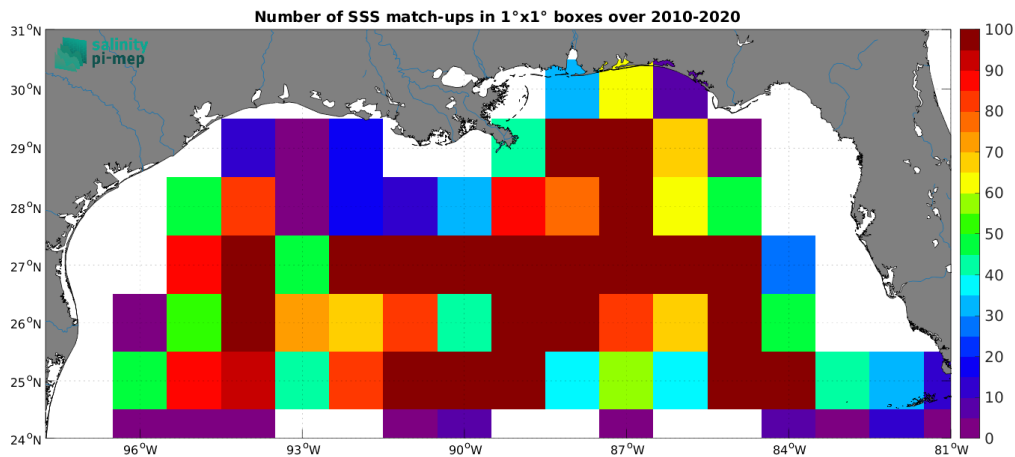 Number of SSS match-ups in 1°x1° boxes over 2010-2020
salinity
pi-mep
31°N
30°N
29°N
28°N
27°N
26°N
25°N
24°N
96°W
93°W
90°W
87°W
84°W
81°W
100
90
80
70
60
50
40
30
20
10
0